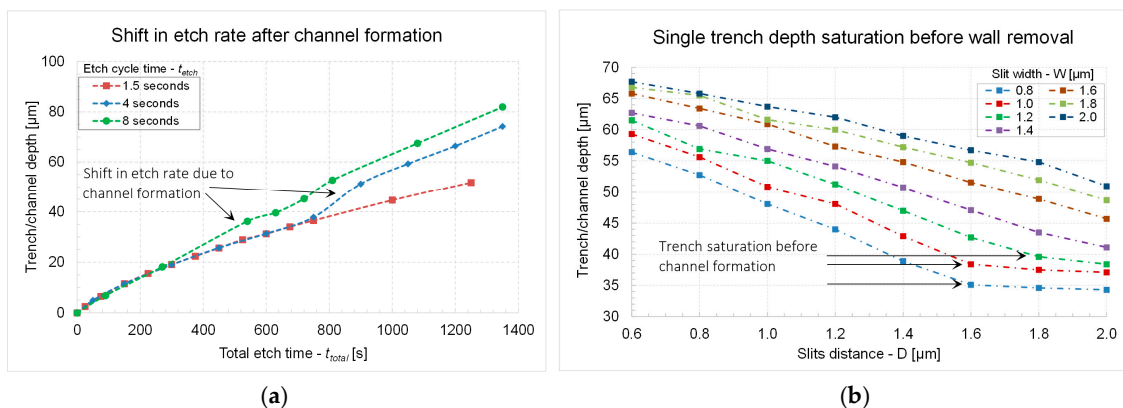 Shift in etch rate after channel formation
Trench/channel depth [µm]
100
80
60
40
20
0
Etch cycle time - t_etch
1.5 seconds
4 seconds
8 seconds
Shift in etch rate due to
channel formation
0 200 400 600 800 1000 1200 1400
Total etch time - t_total [s]
(a)
Single trench depth saturation before wall removal
Trench/channel depth [µm]
70
65
60
55
50
45
40
35
30
Slit width - W [µm]
0.8 1.6
1.0 1.8
1.2 2.0
1.4
Trench saturation before
channel formation
0.6 0.8 1.0 1.2 1.4 1.6 1.8 2.0
Slits distance - D [µm]
(b)